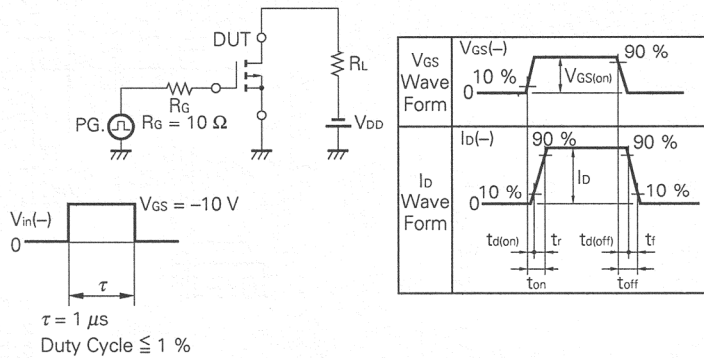 DUT
RL
RG
PG.
RG = 10 Ω
VDD
Vin(–)
0
VGS = –10 V
τ
τ = 1 μs
Duty Cycle ≦ 1 %
VGS
Wave
Form
VGS(–)
10 %
0
VGS(on)
90 %
ID
Wave
Form
ID(–)
90 %
90 %
ID
10 %
0
10 %
td(on)
tr
td(off)
tf
ton
toff